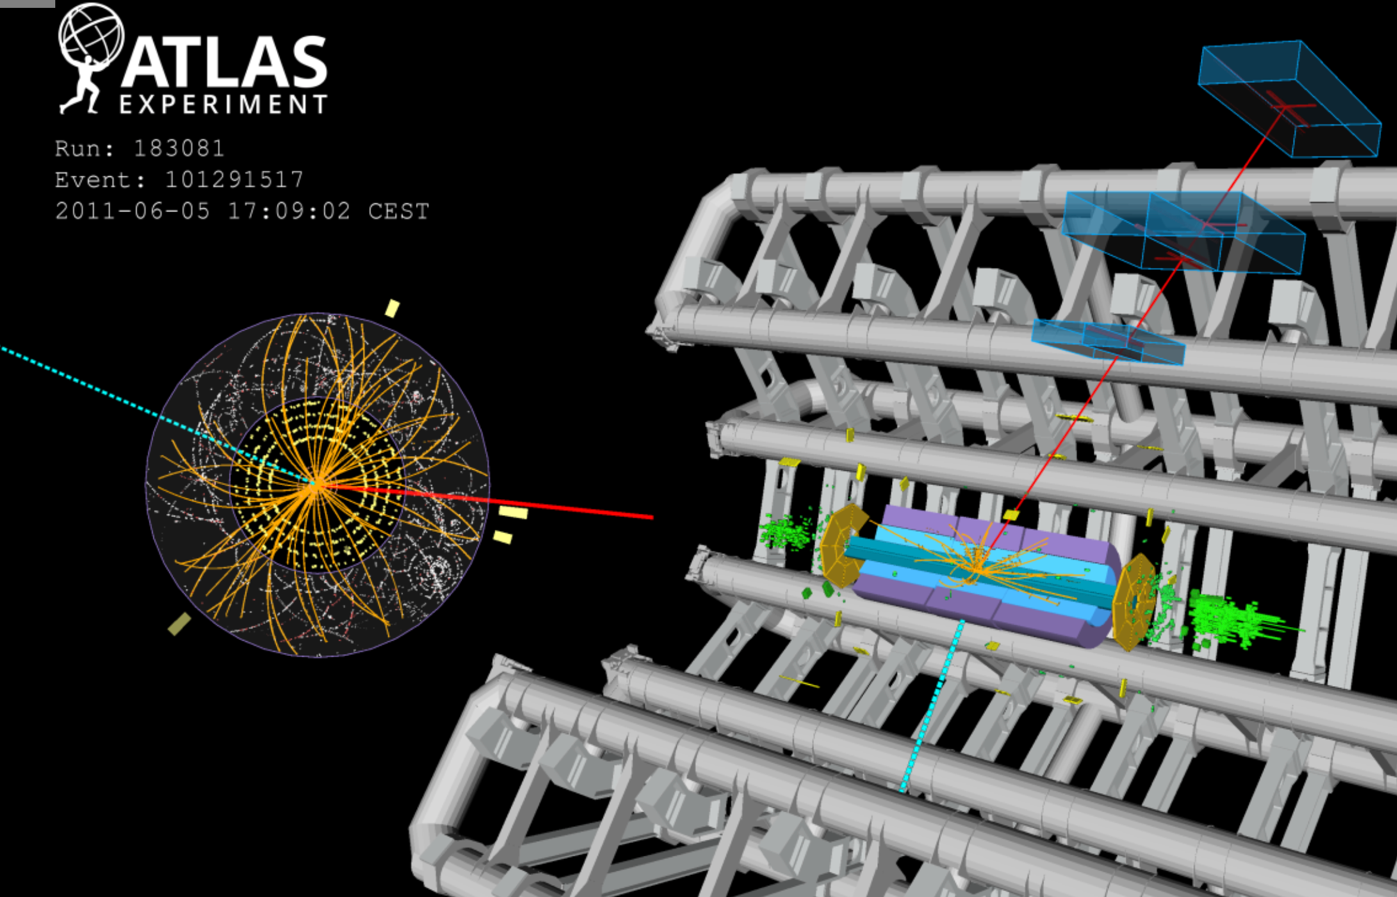 ATLAS
EXPERIMENT
Run: 183081
Event: 101291517
2011-06-05 17:09:02 CEST